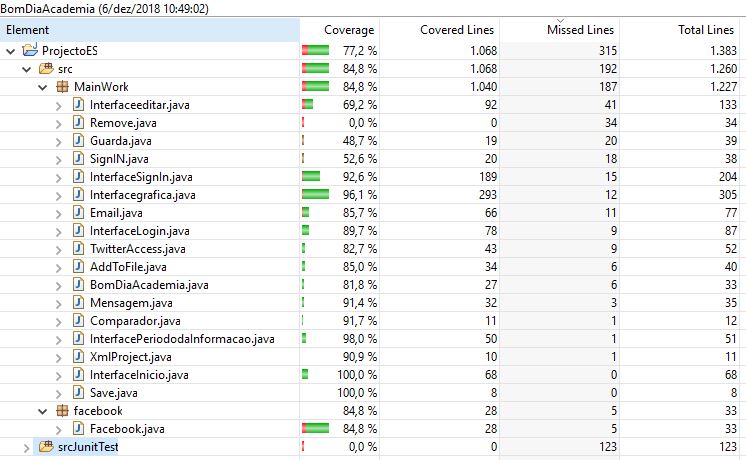 BomDiaAcademia (6/dez/2018 10:49:02)
Element Coverage Covered Lines Missed Lines Total Lines
ProjectoES 77,2 % 1.068 315 1.383
src 84,8 % 1.068 192 1.260
MainWork 84,8 % 1.040 187 1.227
Interfaceeditar.java 69,2 % 92 41 133
Remove.java 0,0 % 0 34 34
Guarda.java 48,7 % 19 20 39
SignIN.java 52,6 % 20 18 38
InterfaceSignIn.java 92,6 % 189 15 204
Interfacegrafica.java 96,1 % 293 12 305
Email.java 85,7 % 66 11 77
InterfaceLogin.java 89,7 % 78 9 87
TwitterAccess.java 82,7 % 43 9 52
AddToFile.java 85,0 % 34 6 40
BomDiaAcademia.java 81,8 % 27 6 33
Mensagem.java 91,4 % 32 3 35
Comparador.java 91,7 % 11 1 12
InterfacePeriododaInformacao.java 98,0 % 50 1 51
XmlProject.java 90,9 % 10 1 11
InterfaceInicio.java 100,0 % 68 0 68
Save.java 100,0 % 8 0 8
facebook 84,8 % 28 5 33
Facebook.java 84,8 % 28 5 33
srcJunitTest 0,0 % 0 123 123